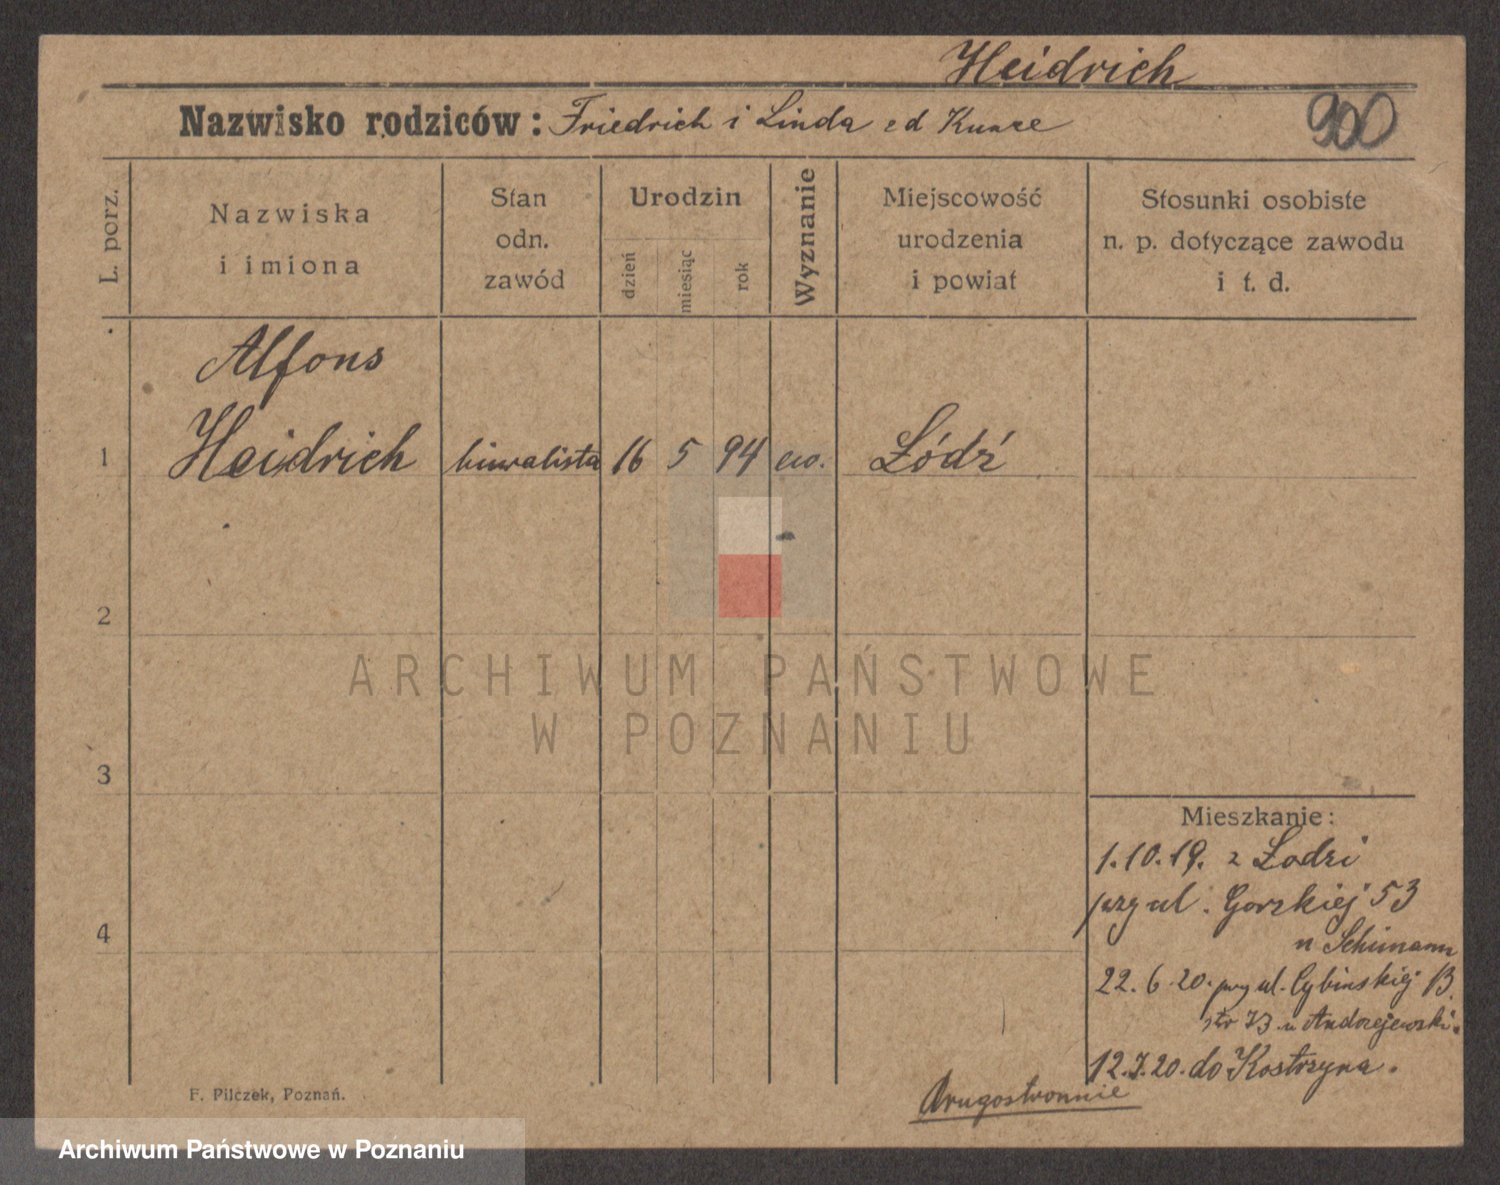 Heidrich
Nazwisko rodziców: Friedrich i Linda zd Kunze
900
L. porz.
Nazwiska
i imiona
Stan
odn.
zawód
Urodzin
dzień
miesiąc
rok
Wyznanie
Miejscowość
urodzenia
i powiat
Stosunki osobiste
n. p. dotyczące zawodu
i t. d.
Alfons
1 Heidrich biuralista 16 5 94 ew. Łódź
2
3
4
ARCHIWUM PAŃSTWOWE
W POZNANIU
Mieszkanie:
1.10.19. z Łodzi
przy ul. Gorzkiej 53
u Schumann
22.6.20. przy ul. Cybińskiej 13.
u Andrzejewski.
12.7.20. do Kostrzyna.
Drugostronnie
F. Pilczek, Poznań.
Archiwum Państwowe w Poznaniu